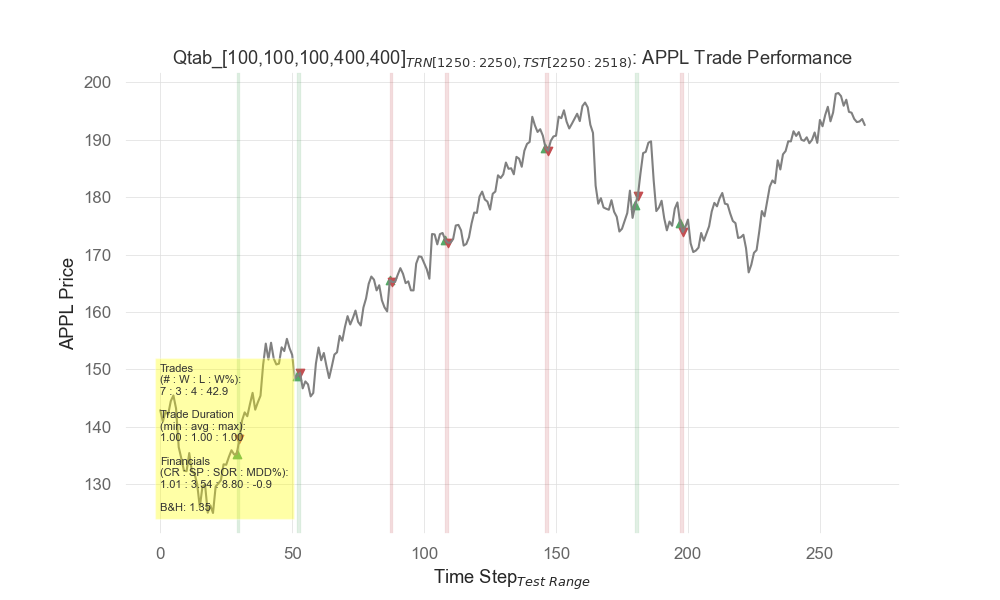 Qtab_[100,100,100,400,400]TRN[1250:2250),TST[2250:2518): APPL Trade Performance
200
190
180
170
160
150
140
130
APPL Price
Trades
(# : W : L : W%):
7 : 3 : 4 : 42.9
Trade Duration
(min : avg : max):
1.00 : 1.00 : 1.00
Financials
(CR : SP : SOR : MDD%):
1.01 : 3.54 : 8.80 : -0.9
B&H: 1.35
0 50 100 150 200 250
Time StepTest Range